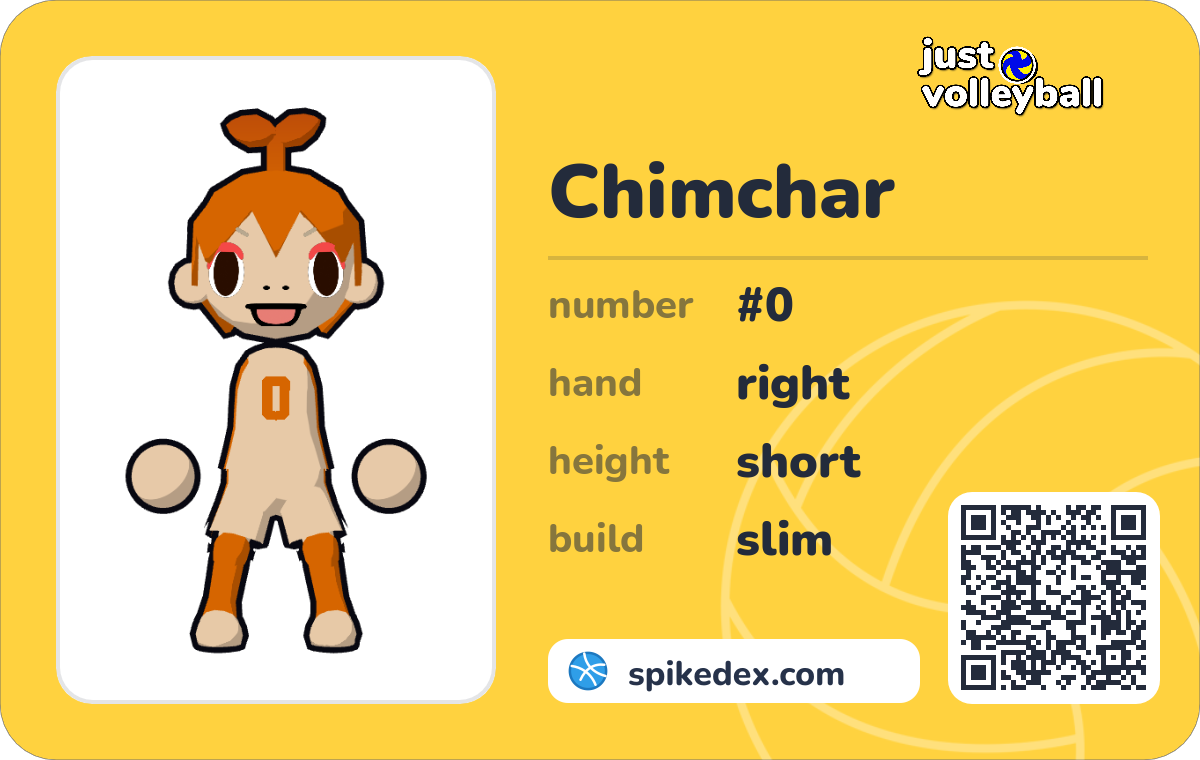 just
volleyball
Chimchar
number #0
hand right
height short
build slim
0
spikedex.com